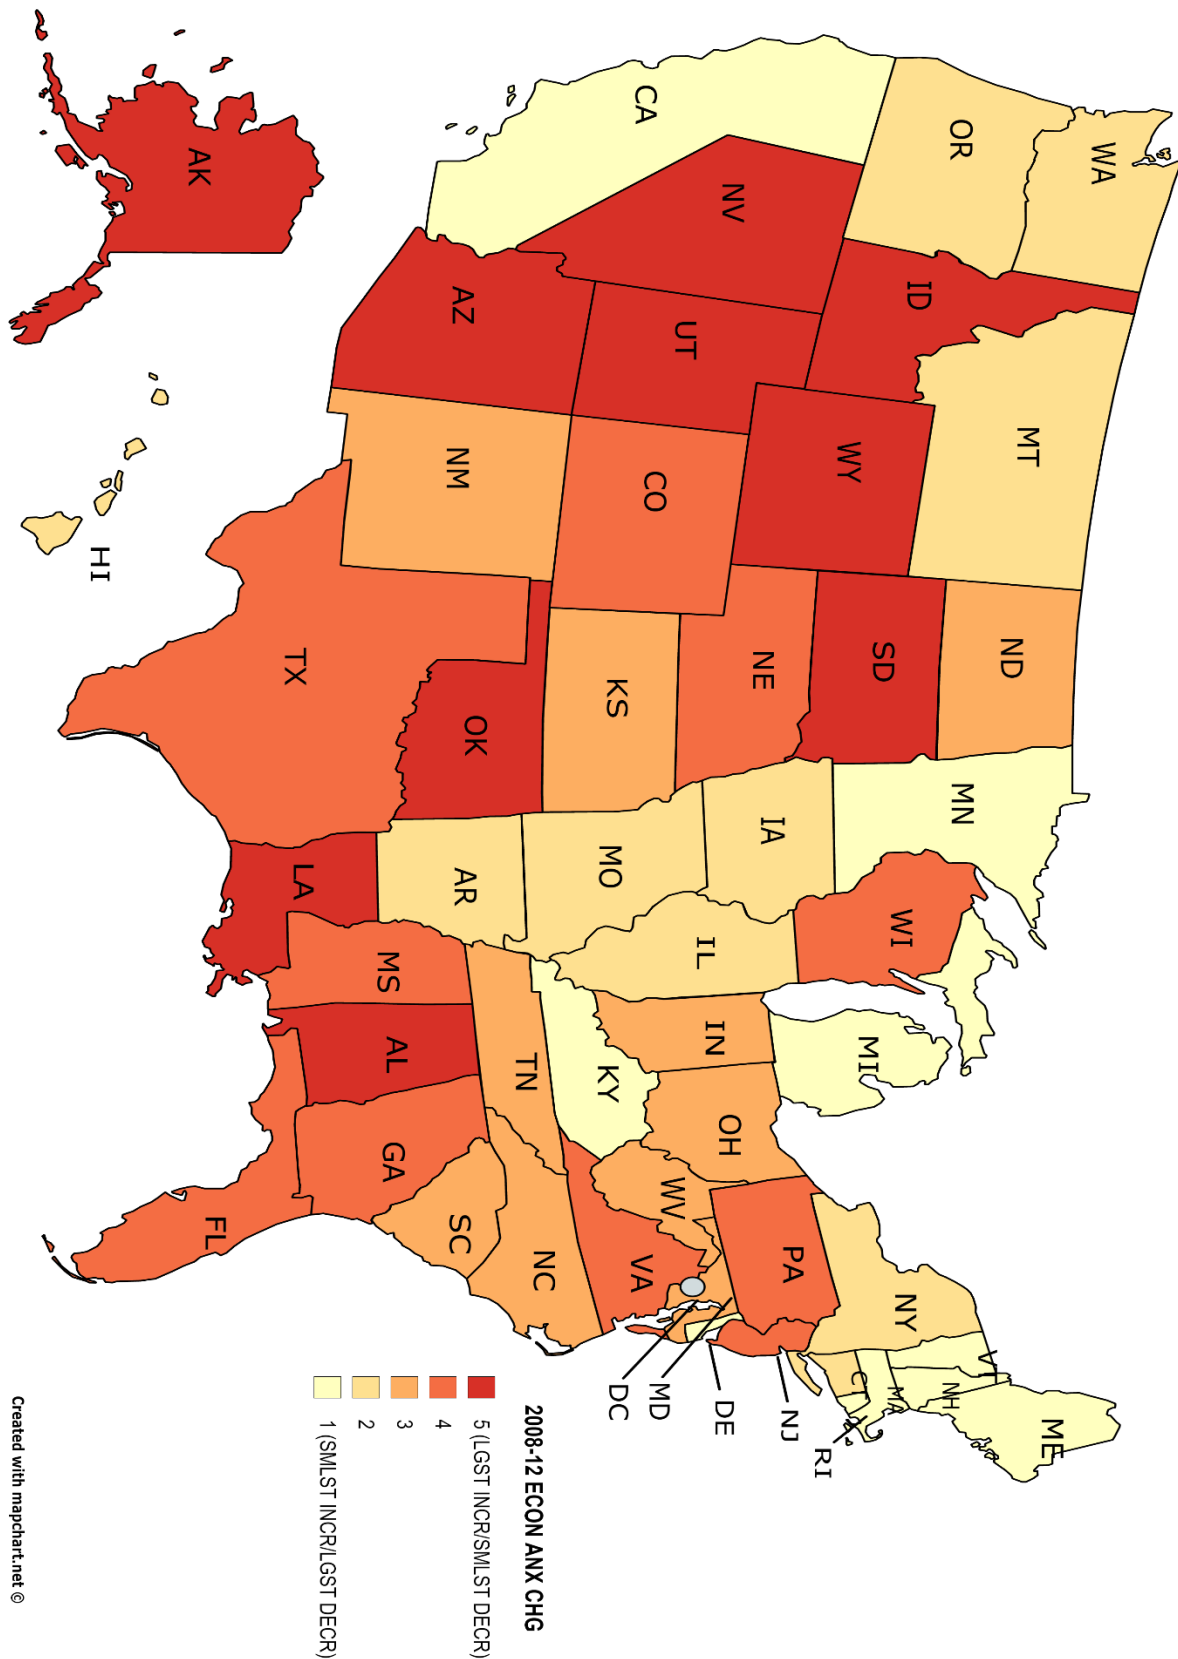 WA
OR
CA
NV
ID
MT
WY
UT
AZ
CO
NM
ND
SD
NE
KS
OK
TX
MN
IA
MO
AR
LA
WI
IL
MS
MI
IN
KY
TN
AL
OH
WV
VA
NC
SC
GA
FL
PA
NY
VT
NH
ME
MA
CT
RI
NJ
DE
MD
DC
AK
HI
2008-12 ECON ANX CHG
5 (LGST INCR/SMLST DECR)
4
3
2
1 (SMLST INCR/LGST DECR)
Created with mapchart.net ©